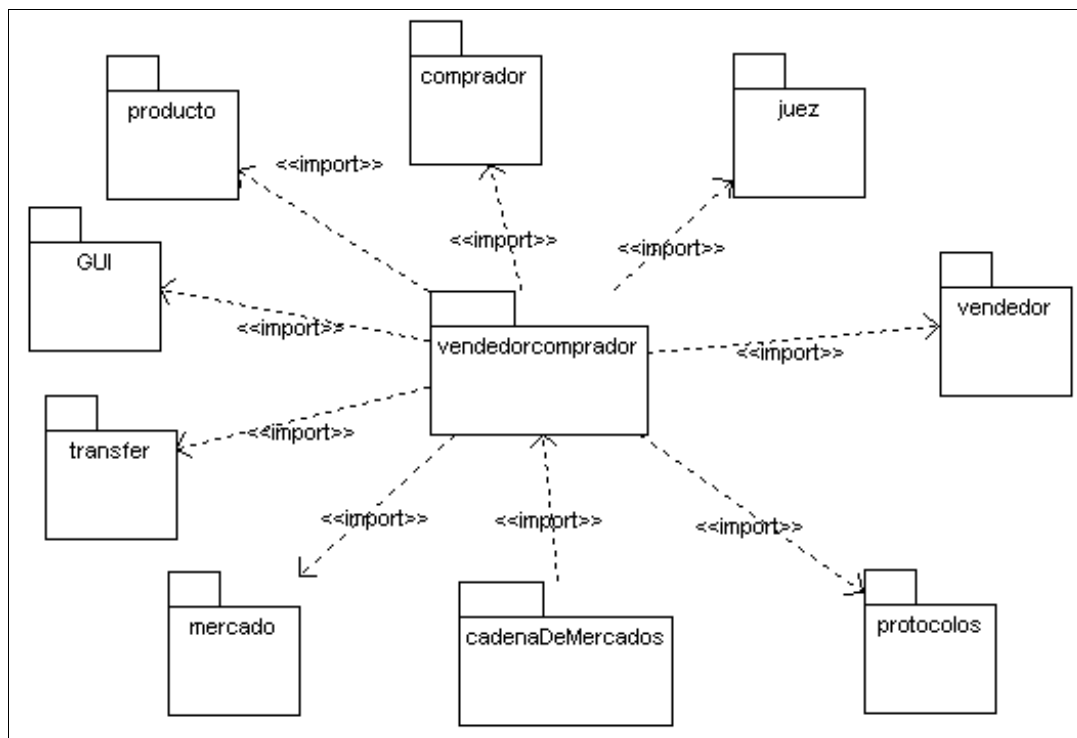 comprador
producto
juez
<<import>>
<<import>>
<<import>>
GUI
vendedor
<<import>>
vendedorcomprador
<<import>>
<<import>>
transfer
<<import>>
<<import>>
<<import>>
mercado
cadenaDeMercados
protocolos